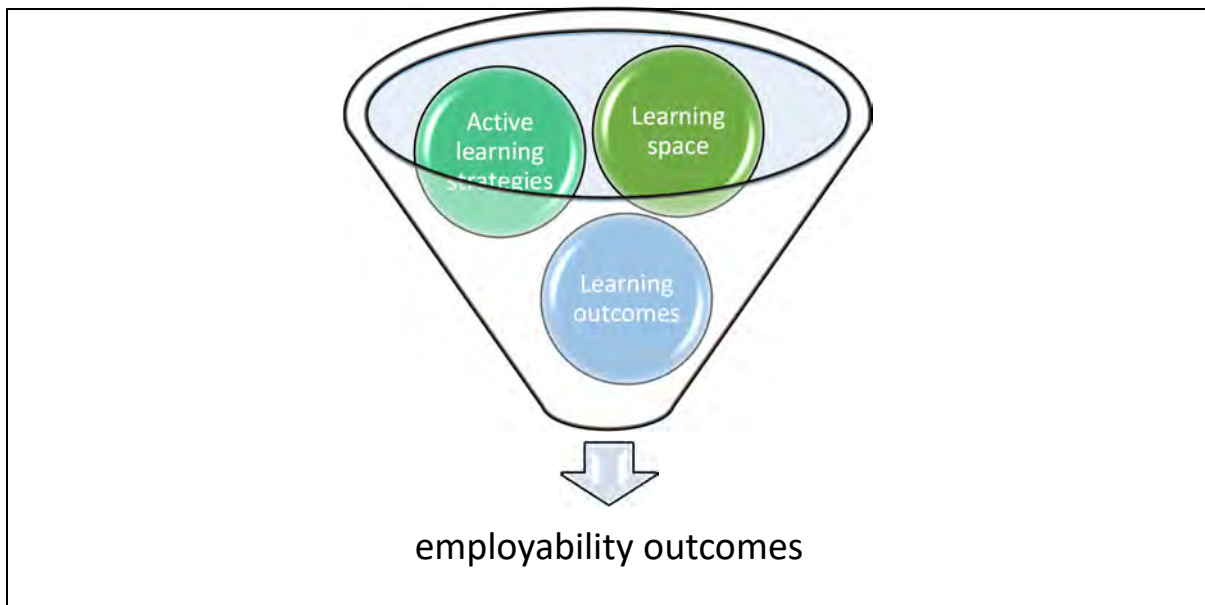 Active
learning
strategies
Learning
space
Learning
outcomes
employability outcomes